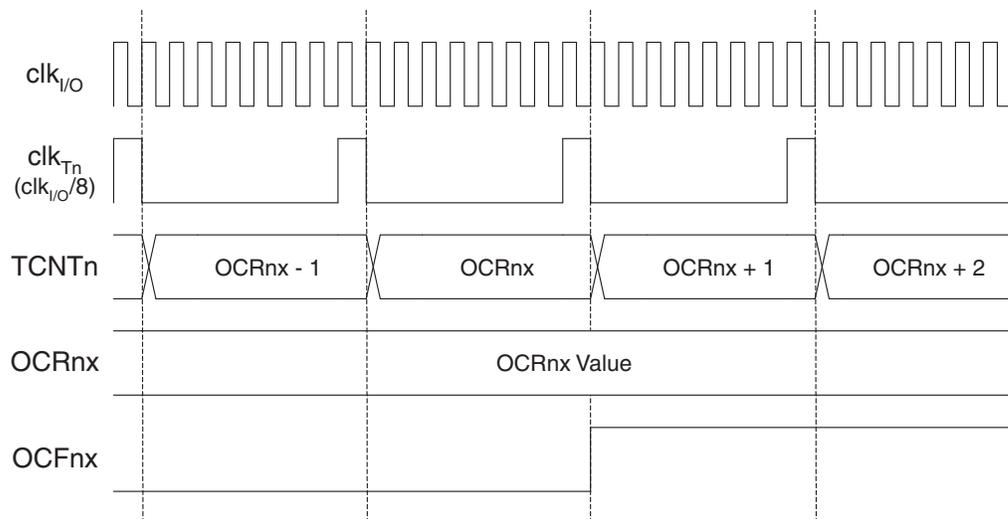 clkI/O
clkTn
(clkI/O/8)
TCNTn
OCRnx - 1
OCRnx
OCRnx + 1
OCRnx + 2
OCRnx
OCRnx Value
OCFnx